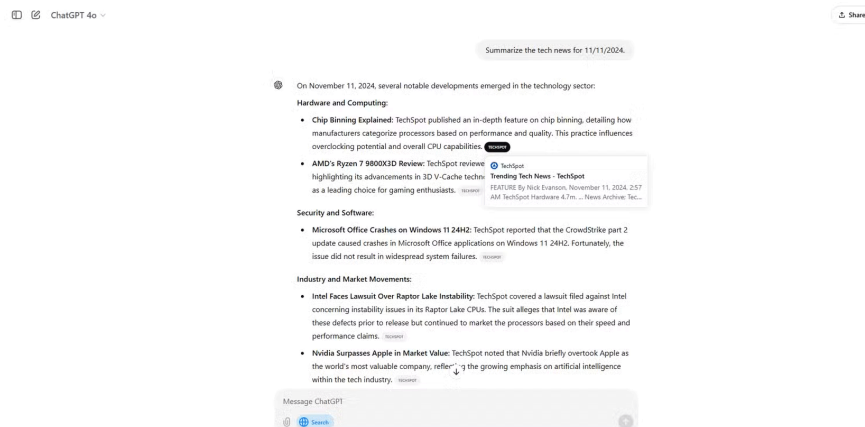 ChatGPT 4o
Share
Summarize the tech news for 11/11/2024.
On November 11, 2024, several notable developments emerged in the technology sector:
Hardware and Computing:
Chip Binning Explained: TechSpot published an in-depth feature on chip binning, detailing how
manufacturers categorize processors based on performance and quality. This practice influences
overclocking potential and overall CPU capabilities. TECHSPOT
AMD's Ryzen 7 9800X3D Review: TechSpot reviewe
highlighting its advancements in 3D V-Cache techn
as a leading choice for gaming enthusiasts. TECHSPOT
TechSpot
Trending Tech News - TechSpot
FEATURE By Nick Evanson, November 11, 2024, 2:57
AM TechSpot Hardware 4.7m. ... News Archive: Tec...
Security and Software:
Microsoft Office Crashes on Windows 11 24H2: TechSpot reported that the CrowdStrike part 2
update caused crashes in Microsoft Office applications on Windows 11 24H2. Fortunately, the
issue did not result in widespread system failures. TECHSPOT
Industry and Market Movements:
Intel Faces Lawsuit Over Raptor Lake Instability: TechSpot covered a lawsuit filed against Intel
concerning instability issues in its Raptor Lake CPUs. The suit alleges that Intel was aware of
these defects prior to release but continued to market the processors based on their speed and
performance claims. TECHSPOT
Nvidia Surpasses Apple in Market Value: TechSpot noted that Nvidia briefly overtook Apple as
the world's most valuable company, reflecting the growing emphasis on artificial intelligence
within the tech industry. TECHSPOT
Message ChatGPT
Search